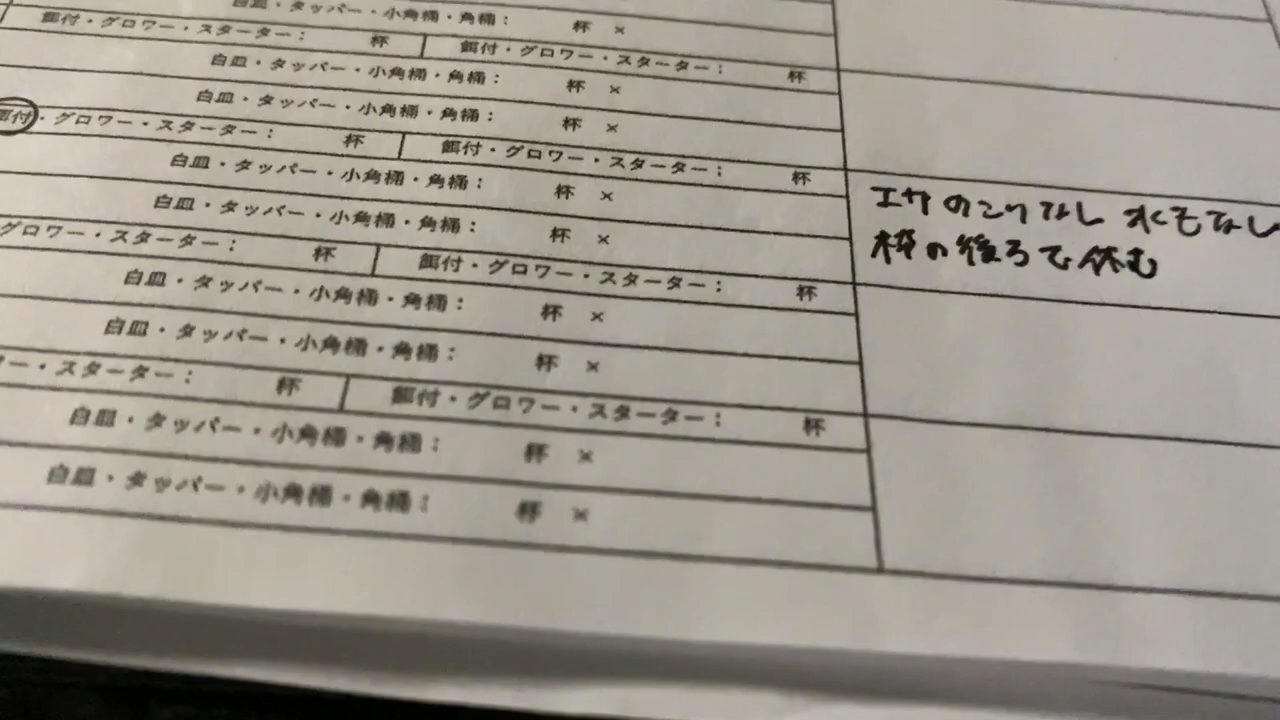 白皿・タッパー・小角桶・角桶： 杯 ×
餌付・グロワー・スターター： 杯 餌付・グロワー・スターター： 杯
白皿・タッパー・小角桶・角桶： 杯 ×
白皿・タッパー・小角桶・角桶： 杯 ×
餌付・グロワー・スターター： 杯 餌付・グロワー・スターター： 杯
白皿・タッパー・小角桶・角桶： 杯 ×
エサのこりなし 水もなし
白皿・タッパー・小角桶・角桶： 杯 ×
枠の後ろで休む
グロワー・スターター： 杯 餌付・グロワー・スターター： 杯
白皿・タッパー・小角桶・角桶： 杯 ×
白皿・タッパー・小角桶・角桶： 杯 ×
ワー・スターター： 杯 餌付・グロワー・スターター： 杯
白皿・タッパー・小角桶・角桶： 杯 ×
白皿・タッパー・小角桶・角桶： 杯 ×